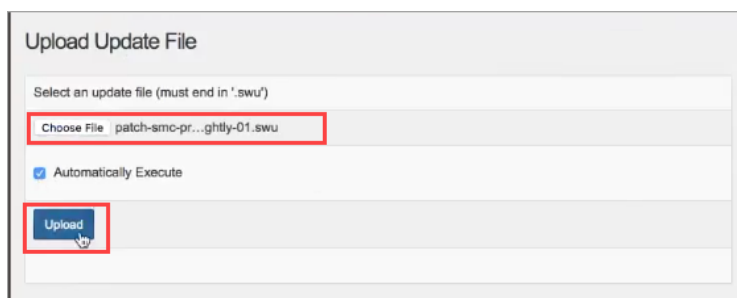 Upload Update File
Select an update file (must end in '.swu')
Choose File patch-smc-pr...ghtly-01.swu
Automatically Execute
Upload